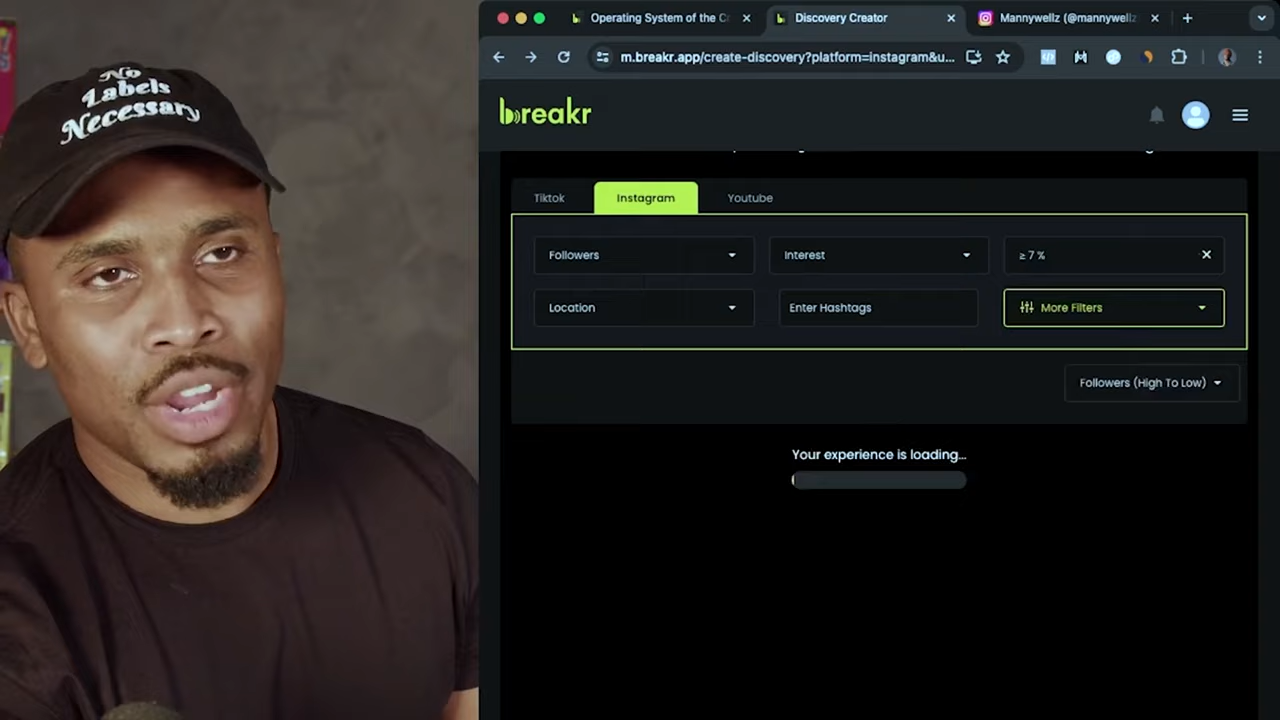 No
Labels
Necessary
Operating System of the C
Discovery Creator
Mannywellz (@mannywellz
m.breakr.app/create-discovery?platform=instagram&u...
breakr
Tiktok
Instagram
Youtube
Followers
Interest
≥ 7 %
Location
Enter Hashtags
More Filters
Followers (High To Low)
Your experience is loading...